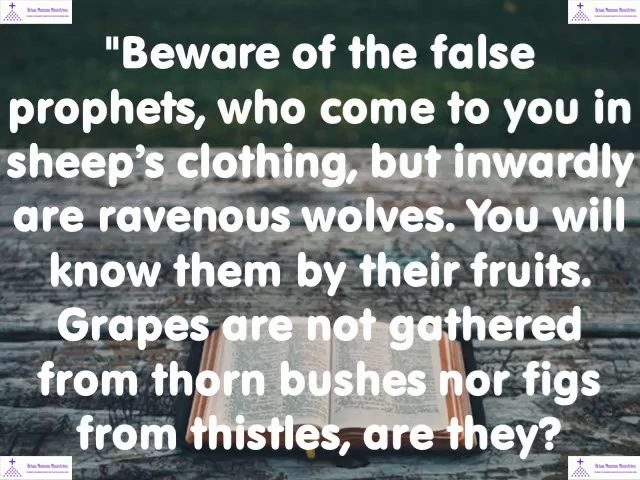 "Beware of the false
prophets, who come to you in
sheep’s clothing, but inwardly
are ravenous wolves. You will
know them by their fruits.
Grapes are not gathered
from thorn bushes nor figs
from thistles, are they?